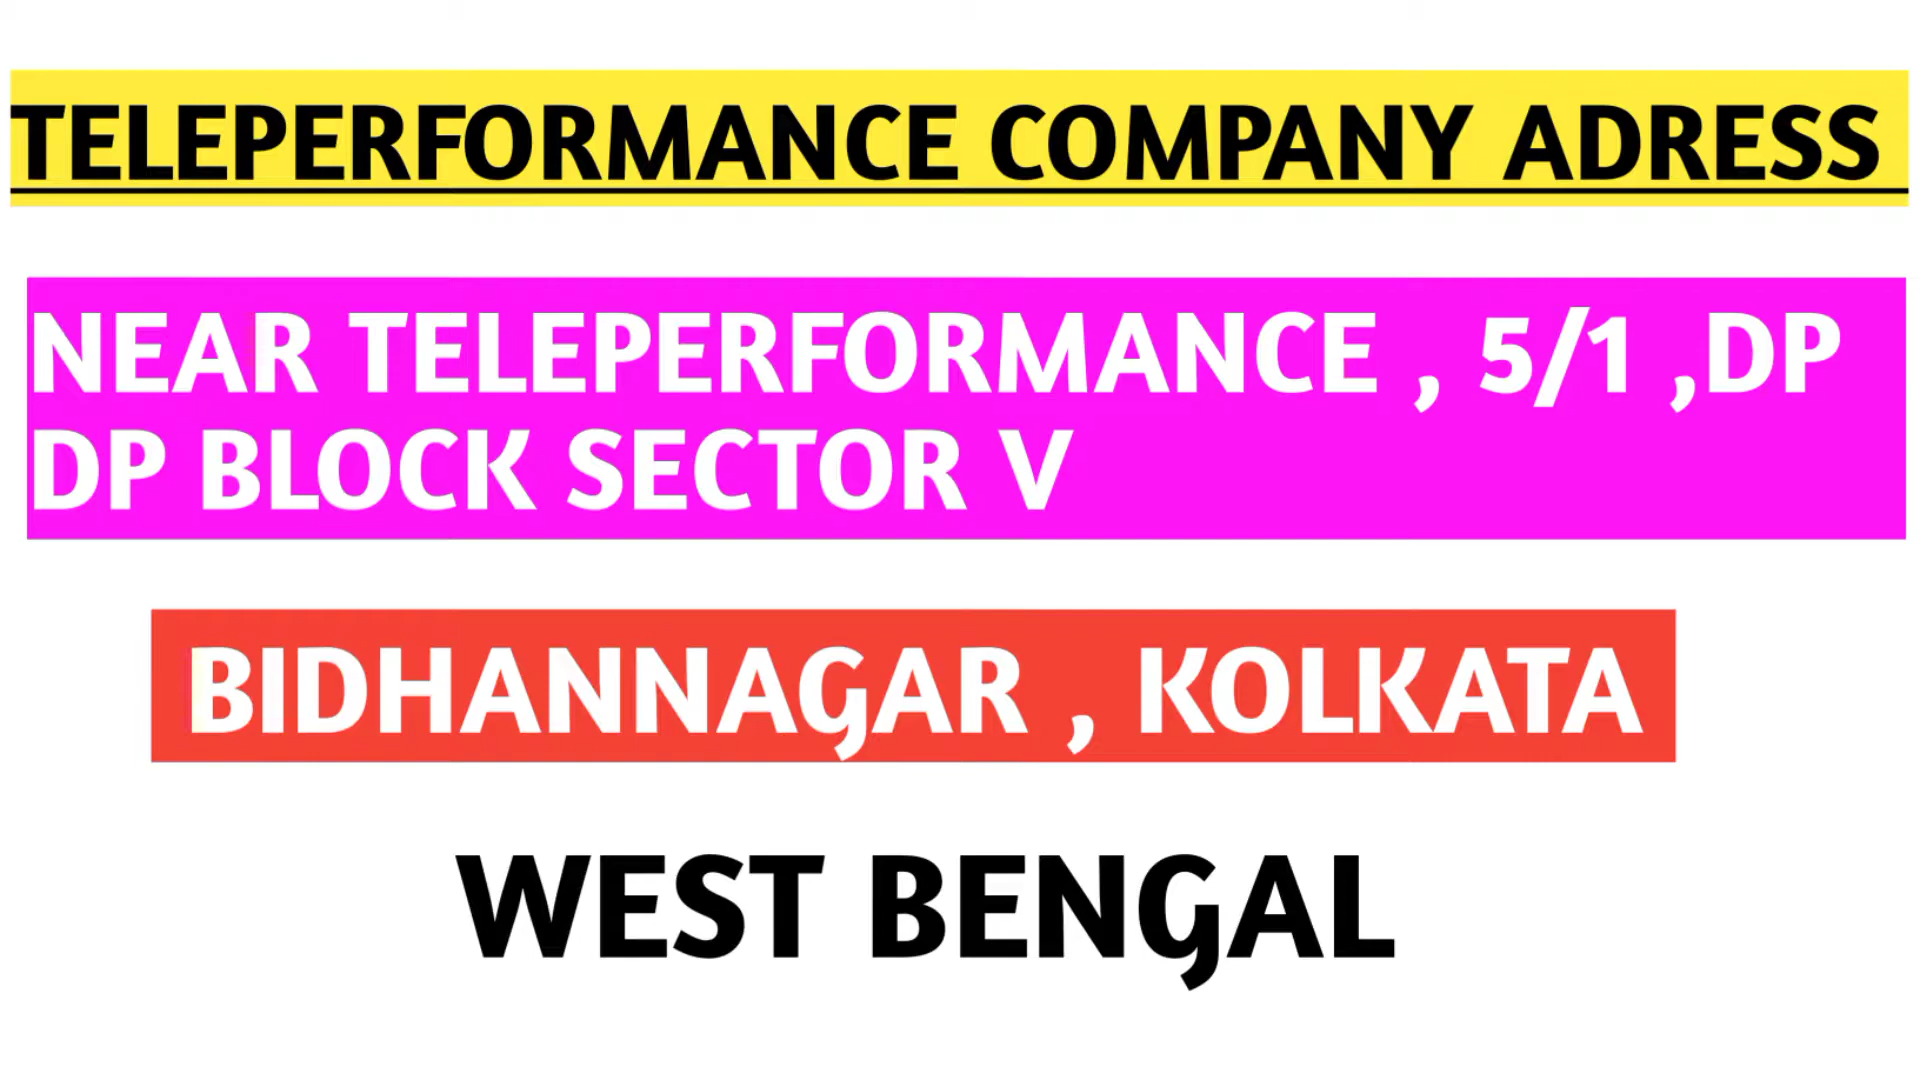 TELEPERFORMANCE COMPANY ADRESS
NEAR TELEPERFORMANCE , 5/1 ,DP
DP BLOCK SECTOR V
BIDHANNAGAR , KOLKATA
WEST BENGAL